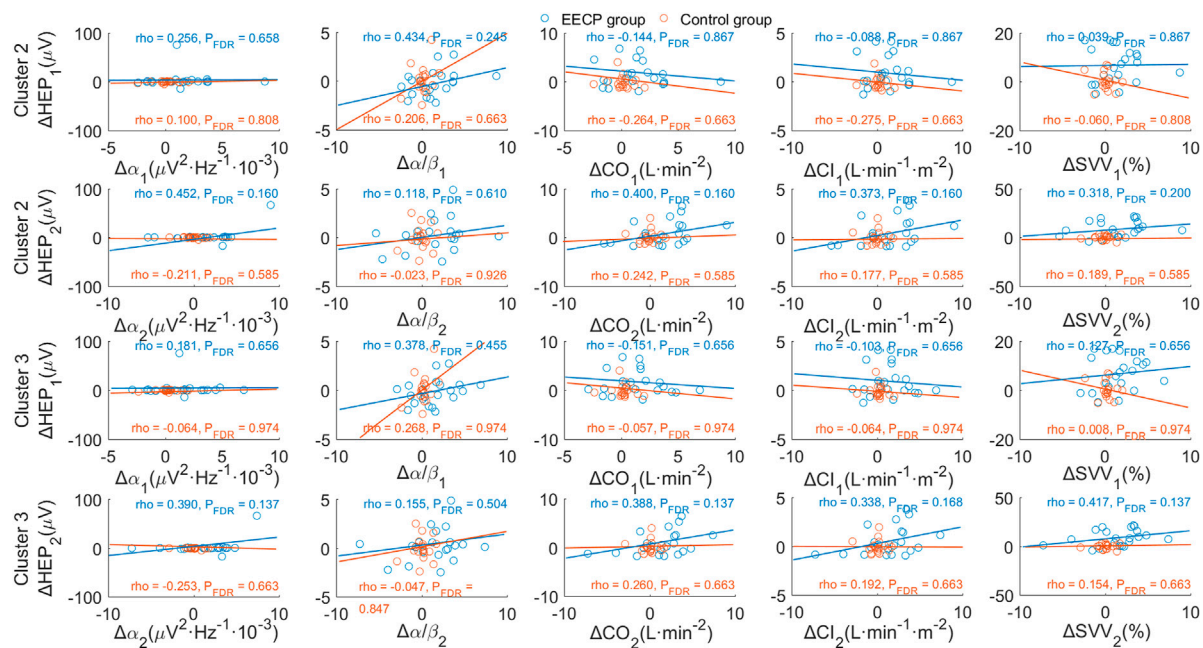 EECP group Control group
Cluster 2
ΔHEP1(μV)
100
0
-100
rho = 0.256, PFDR = 0.658
rho = 0.100, PFDR = 0.808
-5 0 5 10
Δα1(μV2·Hz-1·10-3)
5
0
-5
rho = 0.434, PFDR = 0.245
rho = 0.206, PFDR = 0.663
-10 0 10
Δα/β1
10
0
-10
rho = -0.144, PFDR = 0.867
rho = -0.264, PFDR = 0.663
-5 0 5 10
ΔCO1(L·min-2)
5
0
-5
rho = -0.088, PFDR = 0.867
rho = -0.275, PFDR = 0.663
-10 0 10
ΔCI1(L·min-1·m-2)
20
0
-20
rho = 0.039, PFDR = 0.867
rho = -0.060, PFDR = 0.808
-10 0 10
ΔSVV1(%)
Cluster 2
ΔHEP2(μV)
100
0
-100
rho = 0.452, PFDR = 0.160
rho = -0.211, PFDR = 0.585
-10 -5 0 5 10
Δα2(μV2·Hz-1·10-3)
5
0
-5
rho = 0.118, PFDR = 0.610
rho = -0.023, PFDR = 0.926
-10 0 10
Δα/β2
10
0
-10
rho = 0.400, PFDR = 0.160
rho = 0.242, PFDR = 0.585
-10 0 10
ΔCO2(L·min-2)
5
0
-5
rho = 0.373, PFDR = 0.160
rho = 0.177, PFDR = 0.585
-10 0 10
ΔCI2(L·min-1·m-2)
50
0
-50
rho = 0.318, PFDR = 0.200
rho = 0.189, PFDR = 0.585
-10 0 10
ΔSVV2(%)
Cluster 3
ΔHEP1(μV)
100
0
-100
rho = 0.181, PFDR = 0.656
rho = -0.064, PFDR = 0.974
-5 0 5 10
Δα1(μV2·Hz-1·10-3)
5
0
-5
rho = 0.378, PFDR = 0.455
rho = 0.268, PFDR = 0.974
-10 0 10
Δα/β1
10
0
-10
rho = -0.151, PFDR = 0.656
rho = -0.057, PFDR = 0.974
-5 0 5 10
ΔCO1(L·min-2)
5
0
-5
rho = -0.103, PFDR = 0.656
rho = -0.064, PFDR = 0.974
-10 0 10
ΔCI1(L·min-1·m-2)
20
0
-20
rho = 0.127, PFDR = 0.656
rho = 0.008, PFDR = 0.974
-10 0 10
ΔSVV1(%)
Cluster 3
ΔHEP2(μV)
100
0
-100
rho = 0.390, PFDR = 0.137
rho = -0.253, PFDR = 0.663
-10 -5 0 5 10
Δα2(μV2·Hz-1·10-3)
5
0
-5
rho = 0.155, PFDR = 0.504
rho = -0.047, PFDR =
0.847
-10 0 10
Δα/β2
10
0
-10
rho = 0.388, PFDR = 0.137
rho = 0.260, PFDR = 0.663
-10 0 10
ΔCO2(L·min-2)
5
0
-5
rho = 0.338, PFDR = 0.168
rho = 0.192, PFDR = 0.663
-10 0 10
ΔCI2(L·min-1·m-2)
50
0
-50
rho = 0.417, PFDR = 0.137
rho = 0.154, PFDR = 0.663
-10 0 10
ΔSVV2(%)